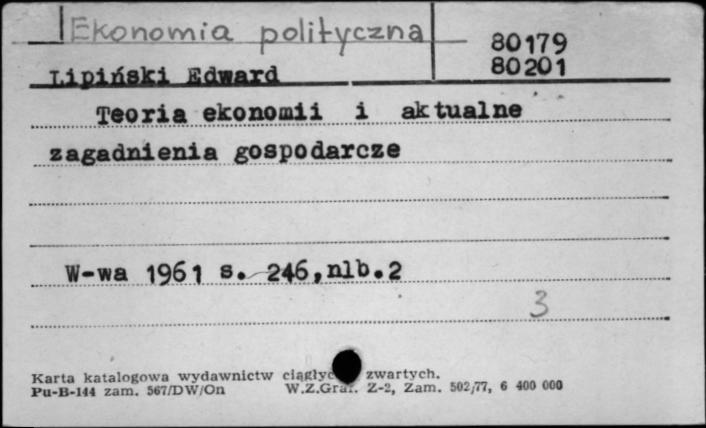 Ekonomia polityczna
80179
80201
Lipiński Edward
Teoria ekonomii i aktualne
zagadnienia gospodarcze
W-wa 1961 s. 246, nlb.2
3
Karta katalogowa wydawnictw zwartych.
Pu-B-144 zam. 567/DW/On W.Z.Graf. Z-2, Zam. 502/77, 6 400 000